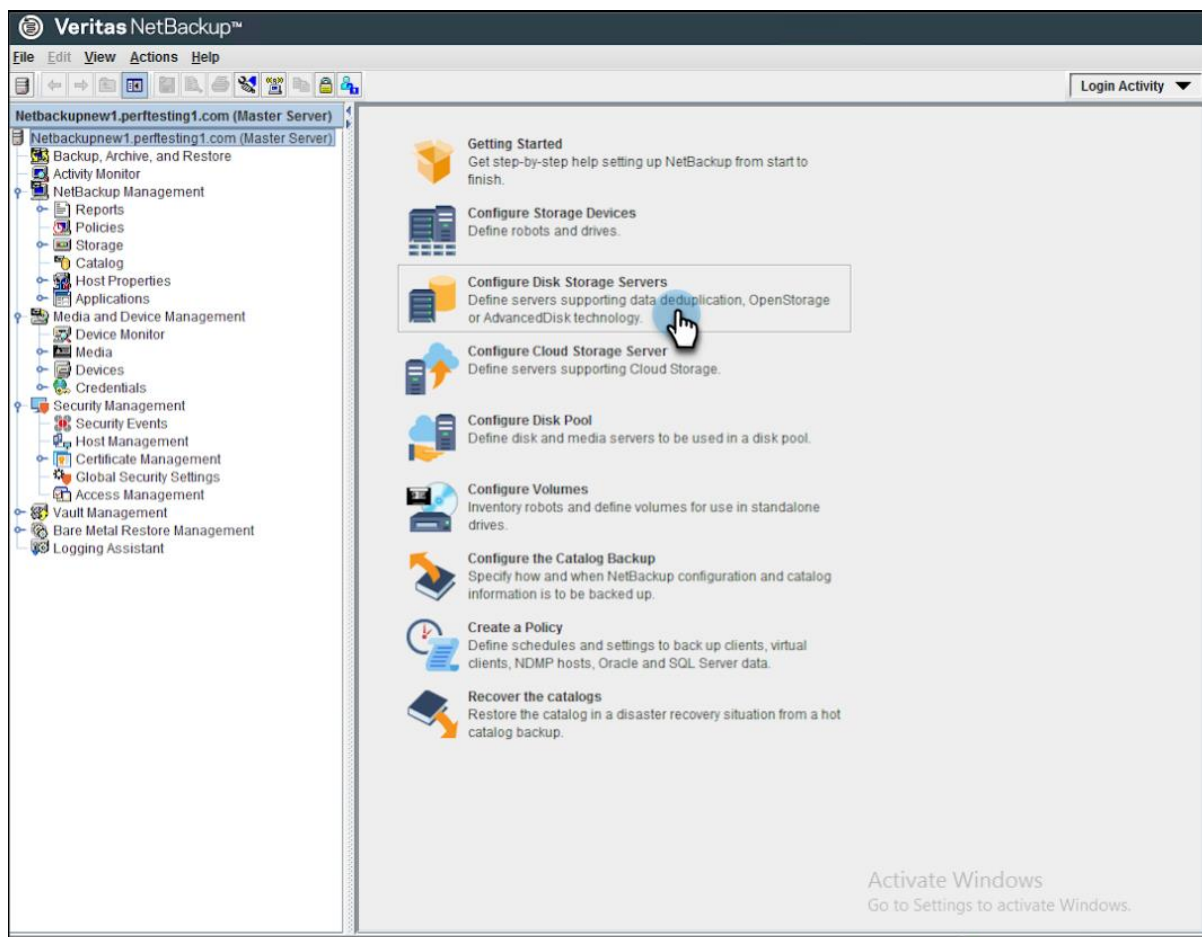 Veritas NetBackup™
File Edit View Actions Help
Login Activity
Netbackupnew1.perftesting1.com (Master Server)
Netbackupnew1.perftesting1.com (Master Server)
Backup, Archive, and Restore
Activity Monitor
NetBackup Management
Reports
Policies
Storage
Catalog
Host Properties
Applications
Media and Device Management
Device Monitor
Media
Devices
Credentials
Security Management
Security Events
Host Management
Certificate Management
Global Security Settings
Access Management
Vault Management
Bare Metal Restore Management
Logging Assistant
Getting Started
Get step-by-step help setting up NetBackup from start to
finish.
Configure Storage Devices
Define robots and drives.
Configure Disk Storage Servers
Define servers supporting data deduplication, OpenStorage
or AdvancedDisk technology.
Configure Cloud Storage Server
Define servers supporting Cloud Storage.
Configure Disk Pool
Define disk and media servers to be used in a disk pool.
Configure Volumes
Inventory robots and define volumes for use in standalone
drives.
Configure the Catalog Backup
Specify how and when NetBackup configuration and catalog
information is to be backed up.
Create a Policy
Define schedules and settings to back up clients, virtual
clients, NDMP hosts, Oracle and SQL Server data.
Recover the catalogs
Restore the catalog in a disaster recovery situation from a hot
catalog backup.
Activate Windows
Go to Settings to activate Windows.